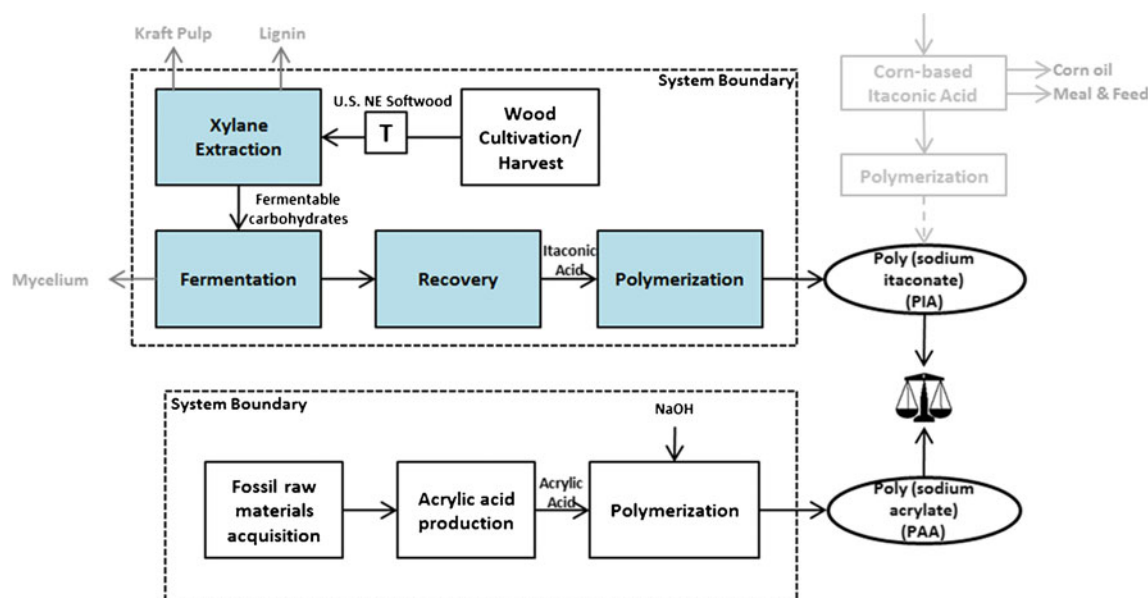 Kraft Pulp
Lignin
System Boundary
Xylane
Extraction
U.S. NE Softwood
T
Wood
Cultivation/
Harvest
Fermentable
carbohydrates
Mycelium
Fermentation
Recovery
Itaconic
Acid
Polymerization
Corn-based
Itaconic Acid
Corn oil
Meal & Feed
Polymerization
Poly (sodium
itaconate)
(PIA)
System Boundary
NaOH
Fossil raw
materials
acquisition
Acrylic acid
production
Acrylic
Acid
Polymerization
Poly (sodium
acrylate)
(PAA)